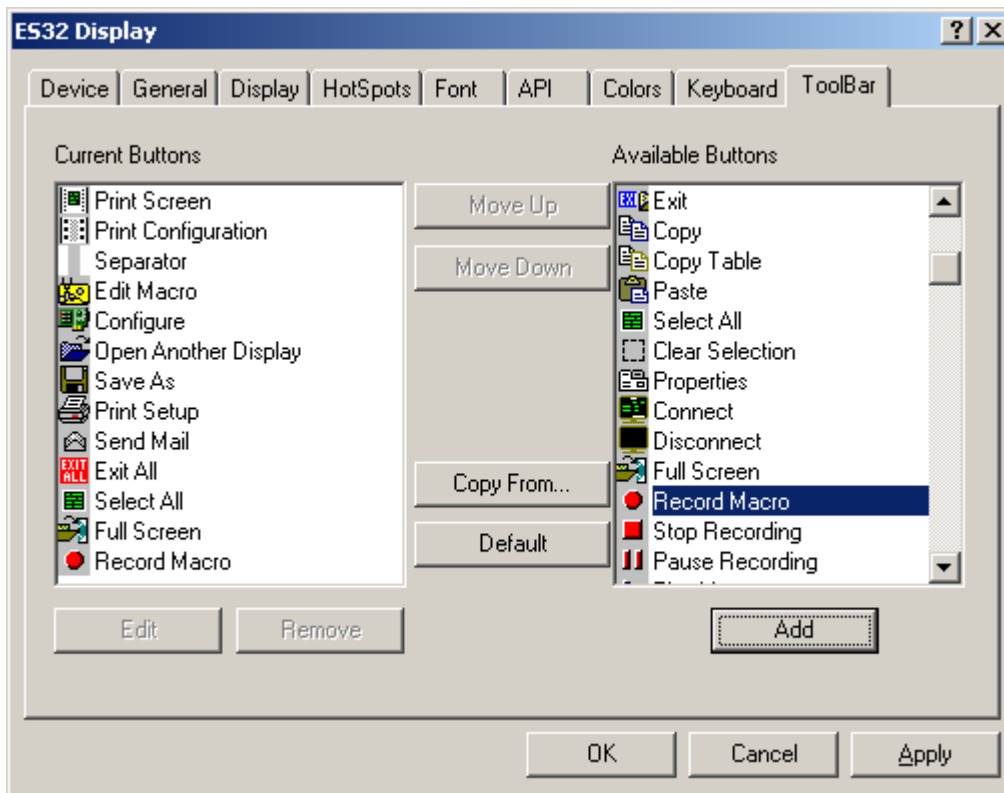 ES32 Display
Device General Display HotSpots Font API Colors Keyboard ToolBar
Current Buttons
Print Screen
Print Configuration
Separator
Edit Macro
Configure
Open Another Display
Save As
Print Setup
Send Mail
EXIT ALL Exit All
Select All
Full Screen
Record Macro
Edit Remove
Move Up
Move Down
Copy From...
Default
Available Buttons
Exit
Copy
Copy Table
Paste
Select All
Clear Selection
Properties
Connect
Disconnect
Full Screen
Record Macro
Stop Recording
Pause Recording
Add
OK Cancel Apply